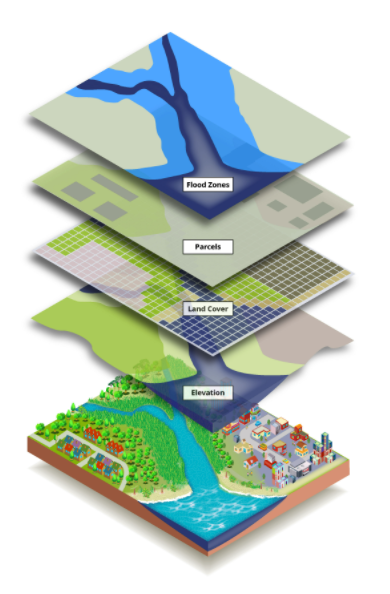 Flood Zones
Parcels
Land Cover
Elevation